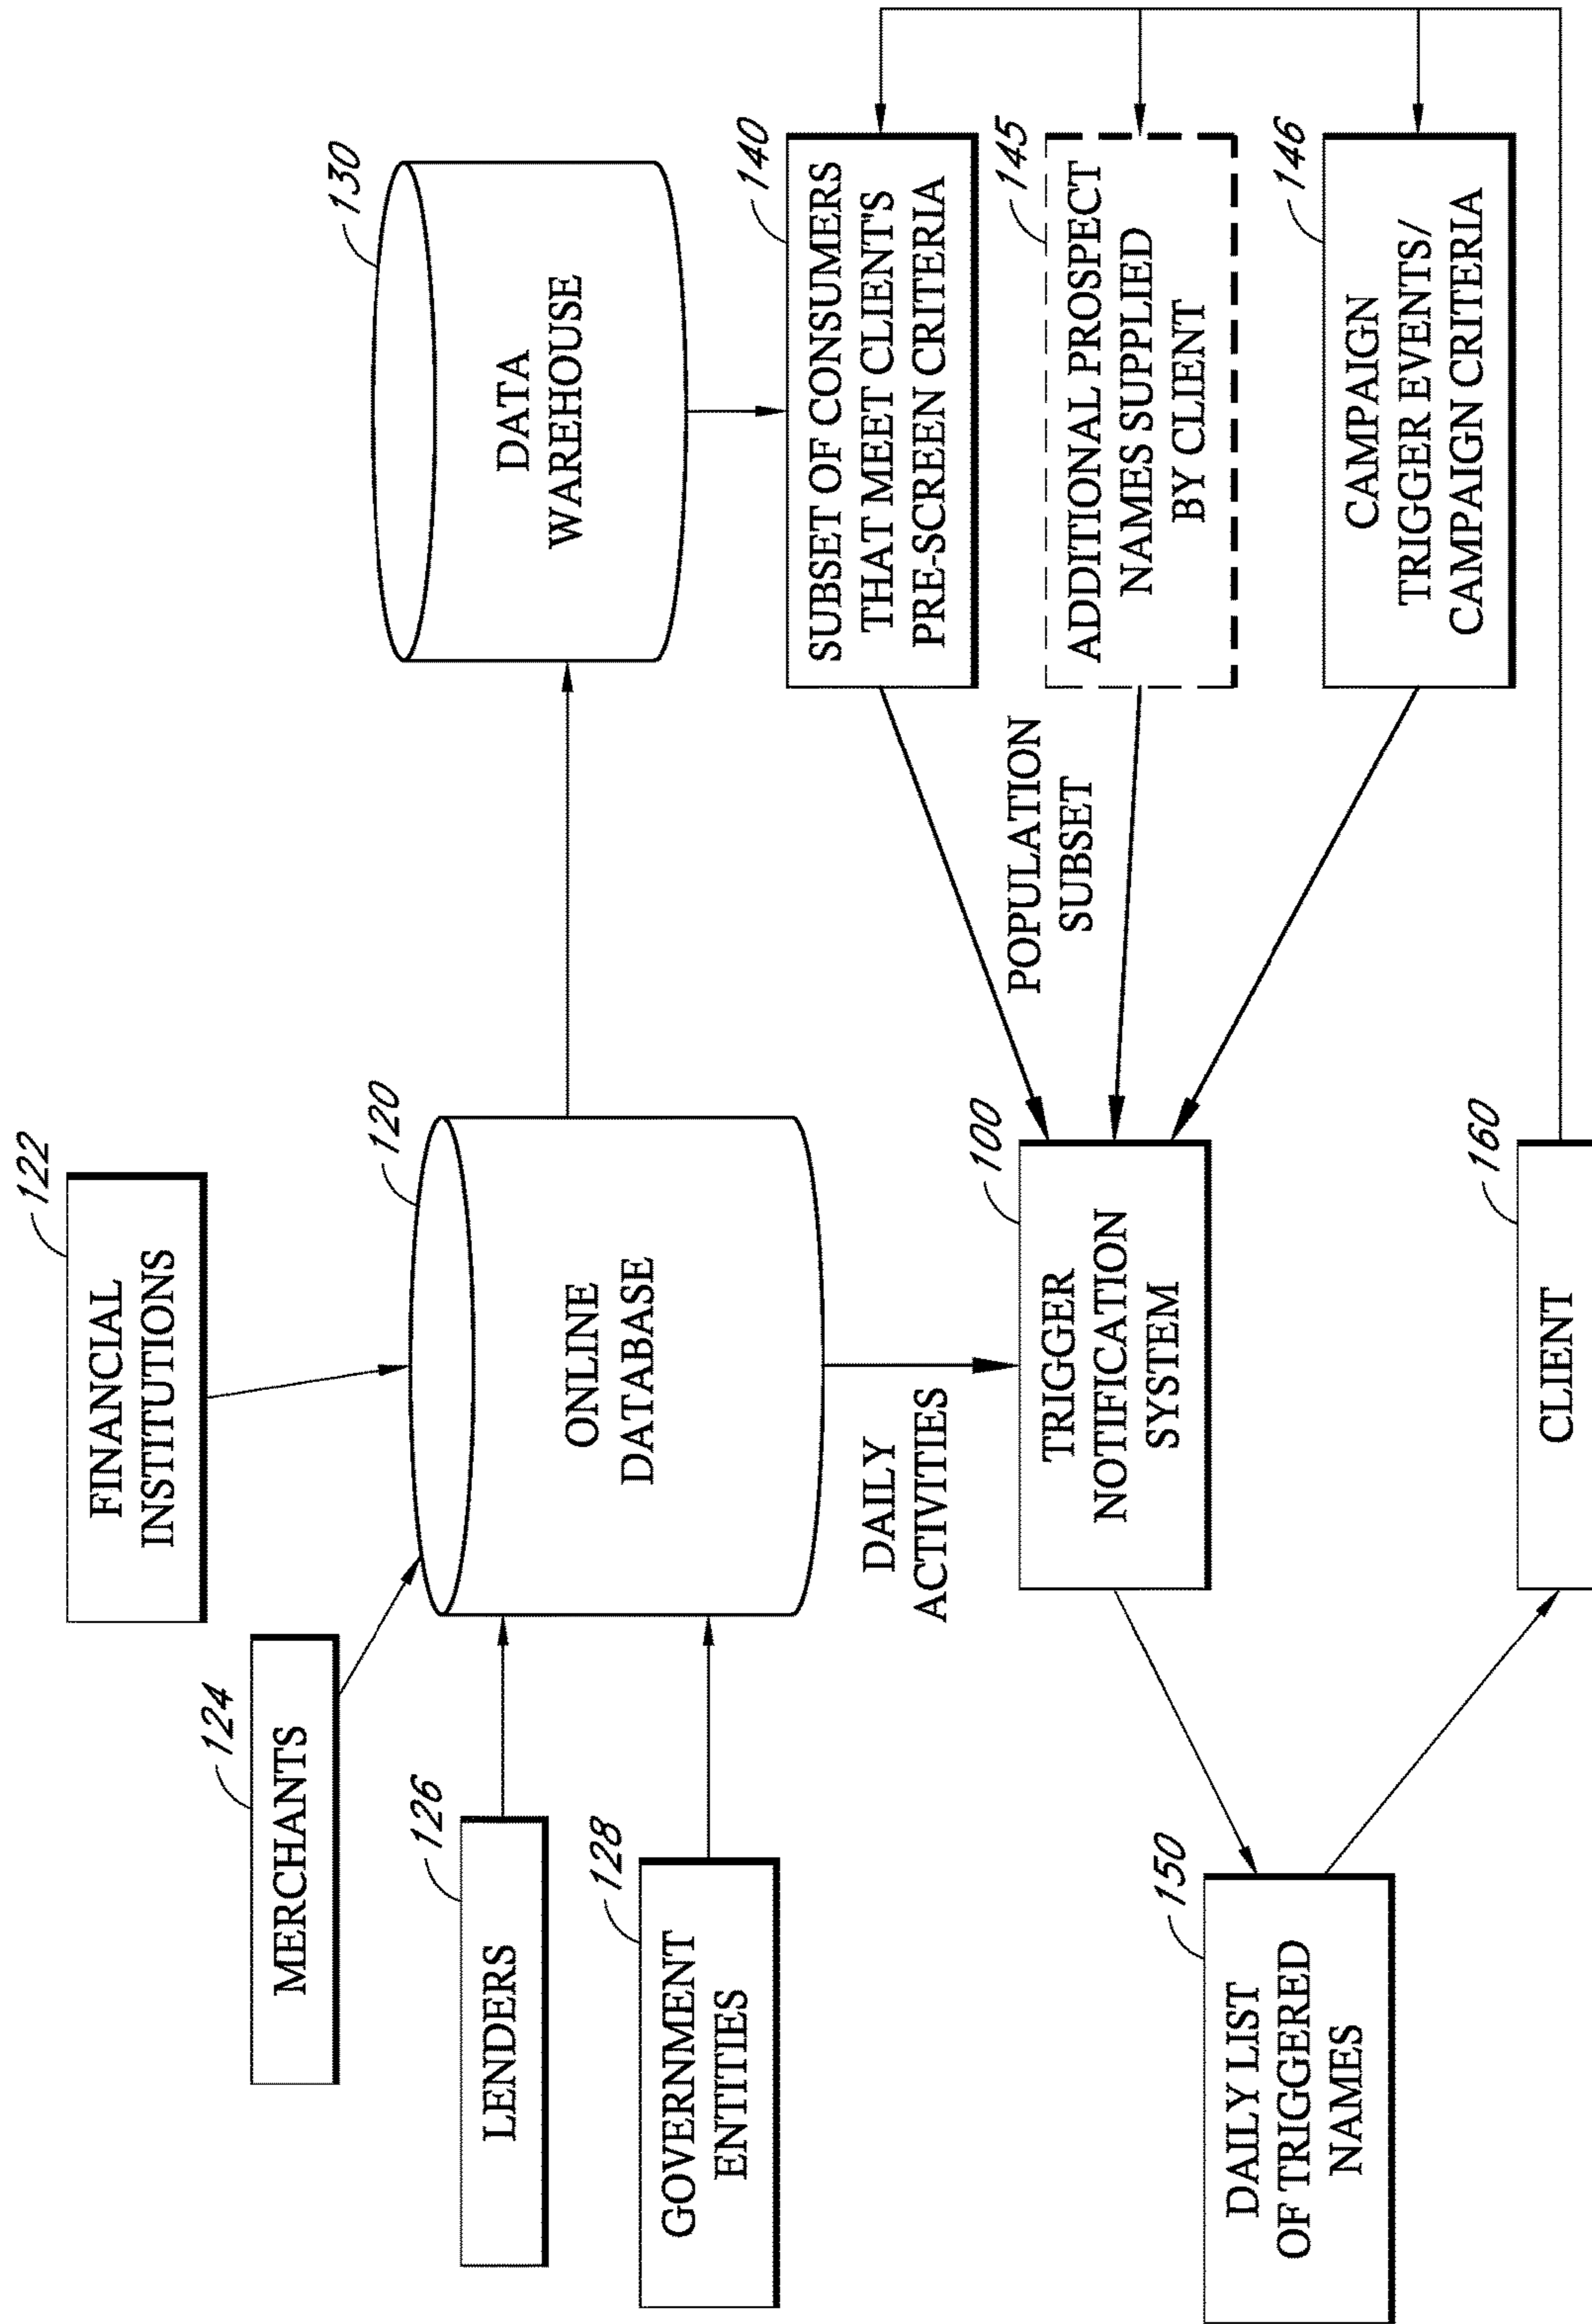 122
FINANCIAL
INSTITUTIONS
124
MERCHANTS
126
LENDERS
128
GOVERNMENT
ENTITIES
120
ONLINE
DATABASE
130
DATA
WAREHOUSE
DAILY
ACTIVITIES
140
SUBSET OF CONSUMERS
THAT MEET CLIENT'S
PRE-SCREEN CRITERIA
POPULATION
SUBSET
145
ADDITIONAL PROSPECT
NAMES SUPPLIED
BY CLIENT
100
TRIGGER
NOTIFICATION
SYSTEM
146
CAMPAIGN
TRIGGER EVENTS/
CAMPAIGN CRITERIA
150
DAILY LIST
OF TRIGGERED
NAMES
160
CLIENT